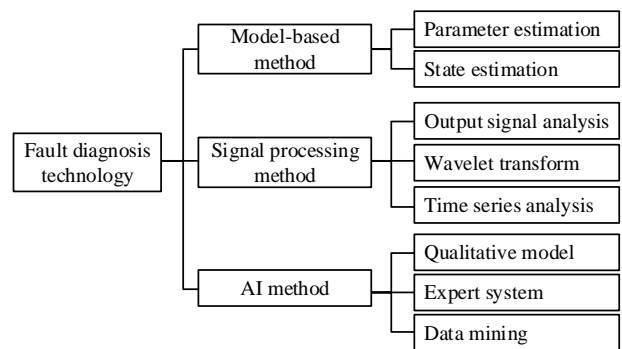 Fault diagnosis
technology
Model-based
method
Parameter estimation
State estimation
Signal processing
method
Output signal analysis
Wavelet transform
Time series analysis
AI method
Qualitative model
Expert system
Data mining